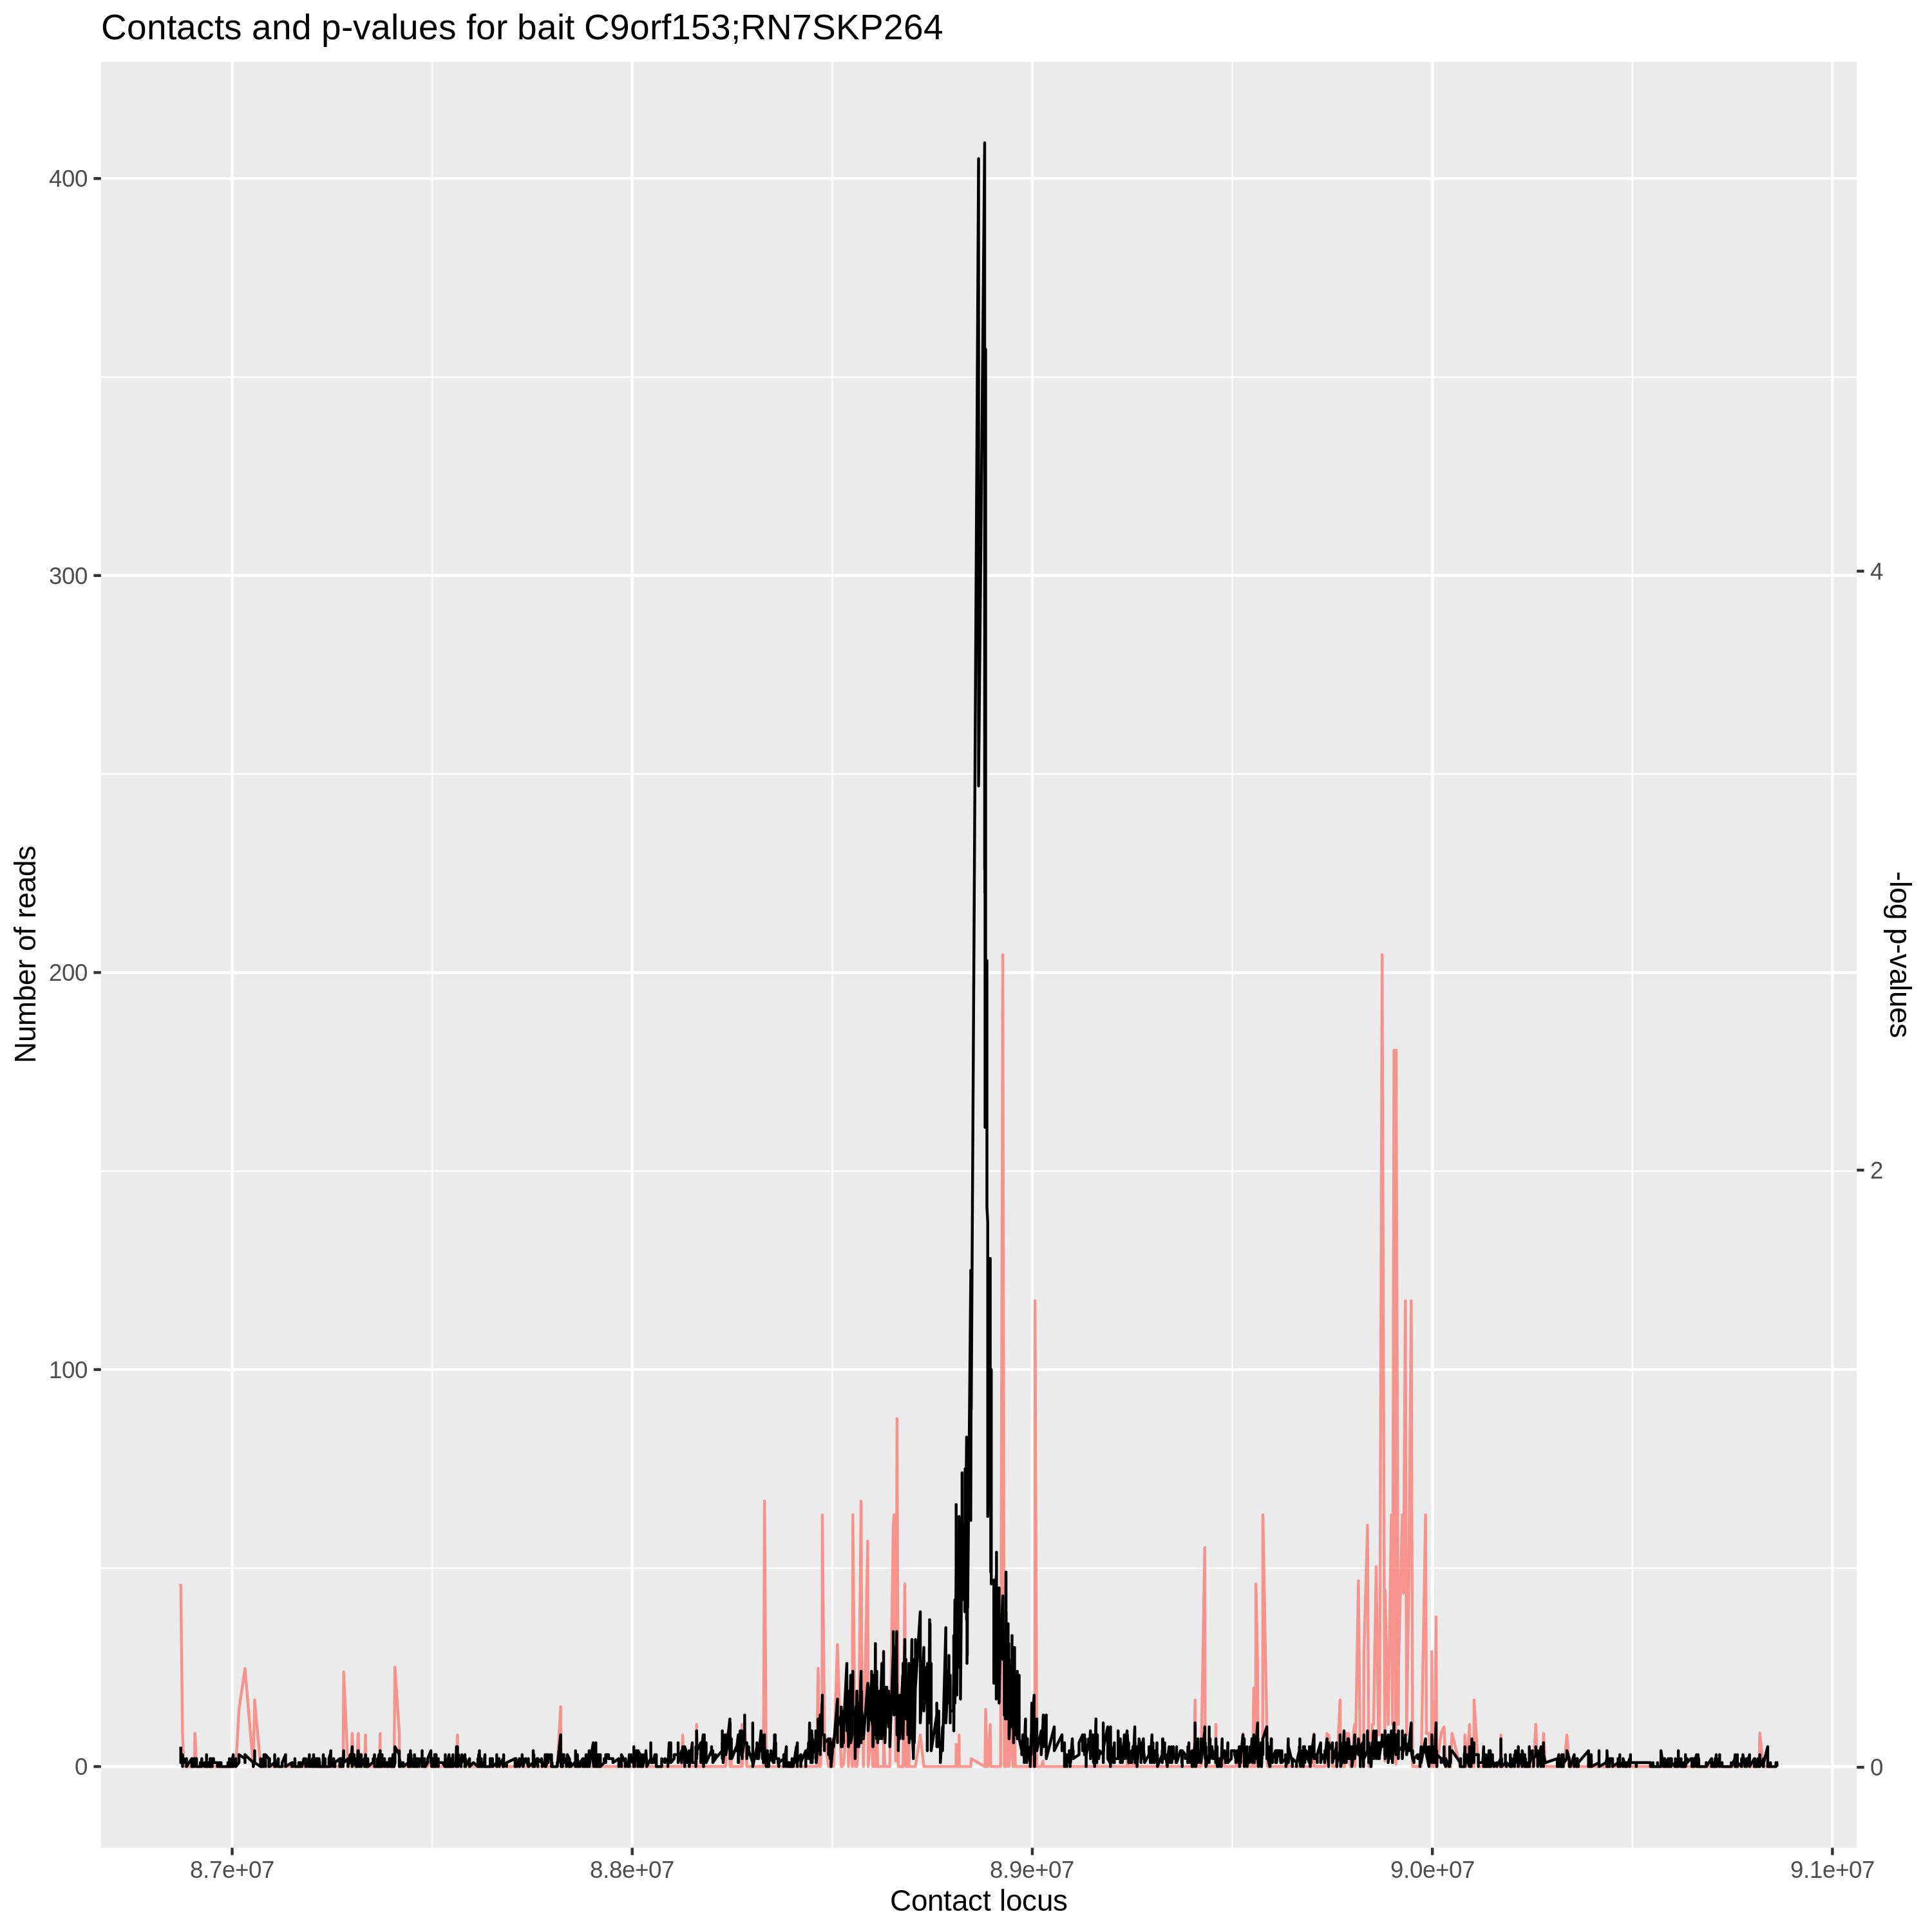 Contacts and p-values for bait C9orf153;RN7SKP264
400
300
200
100
0
Number of reads
4
2
0
-log p-values
8.7e+07
8.8e+07
8.9e+07
9.0e+07
9.1e+07
Contact locus